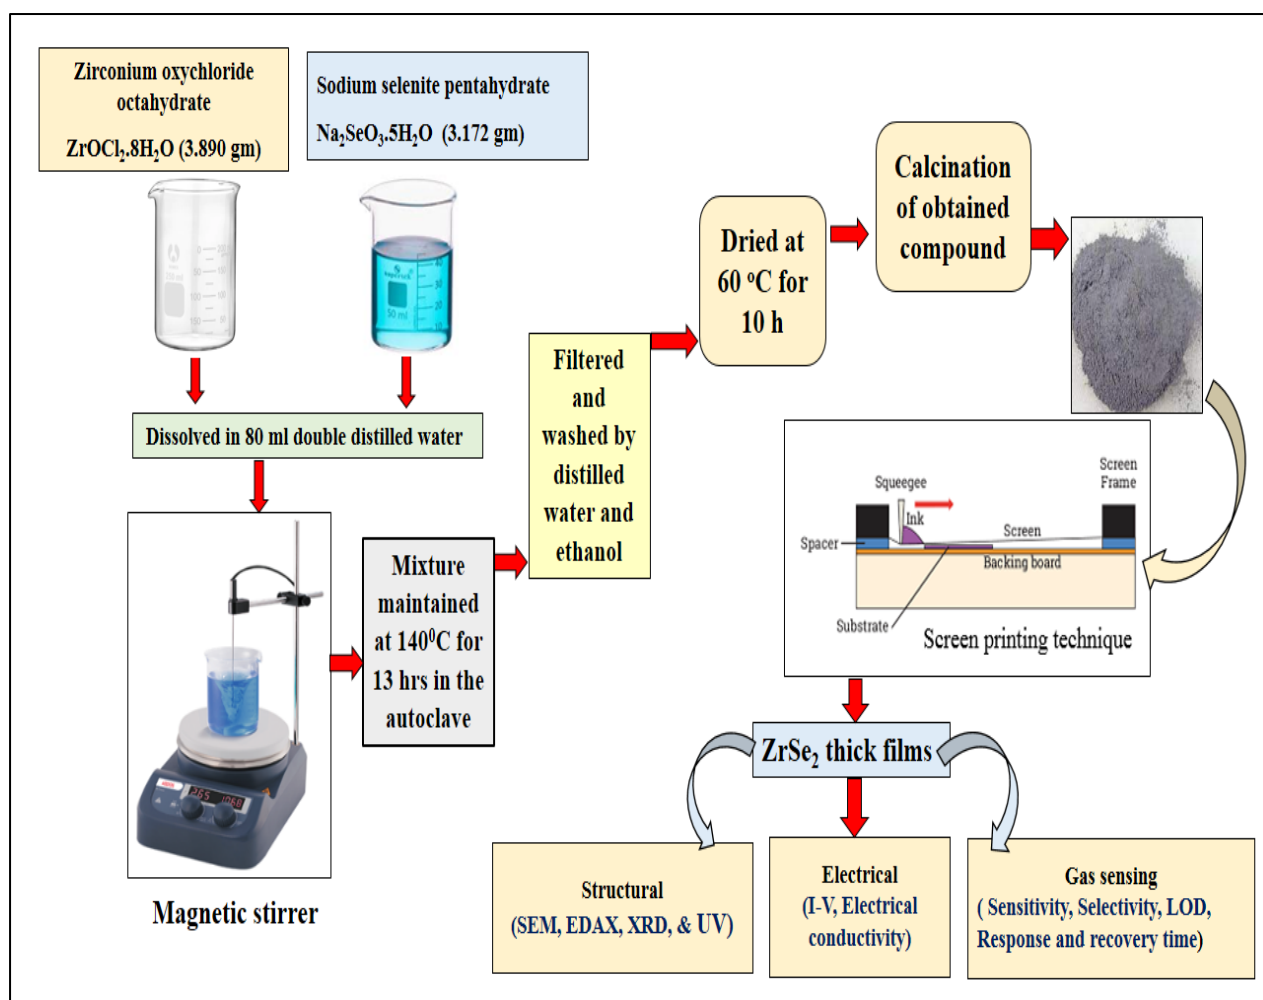 Zirconium oxychloride
octahydrate
ZrOCl₂.8H₂O (3.890 gm)
Sodium selenite pentahydrate
Na₂SeO₃.5H₂O (3.172 gm)
Dissolved in 80 ml double distilled water
Magnetic stirrer
Mixture
maintained
at 140⁰C for
13 hrs in the
autoclave
Filtered
and
washed by
distilled
water and
ethanol
Dried at
60 ᵒC for
10 h
Calcination
of obtained
compound
Squeegee
Ink
Screen
Screen
Frame
Spacer
Backing board
Substrate
Screen printing technique
ZrSe₂ thick films
Structural
(SEM, EDAX, XRD, & UV)
Electrical
(I-V, Electrical
conductivity)
Gas sensing
( Sensitivity, Selectivity, LOD,
Response and recovery time)